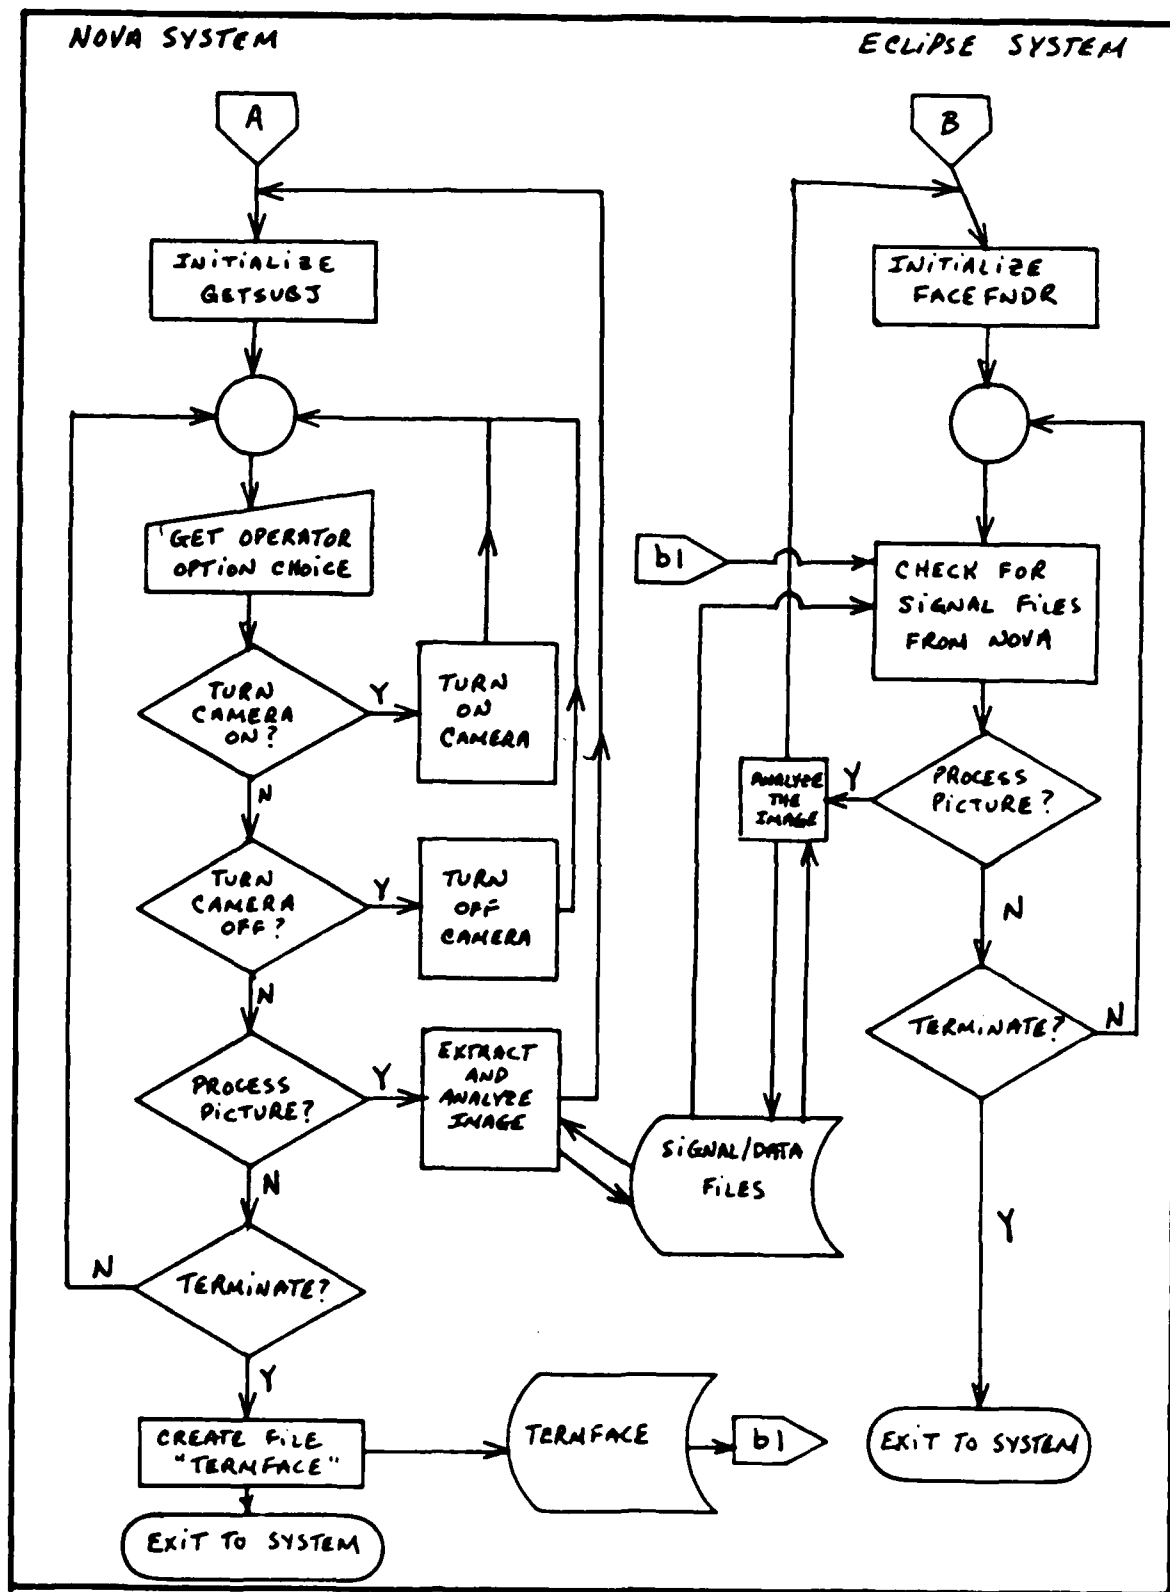 NOVA SYSTEM
ECLIPSE SYSTEM
A
INITIALIZE
GETSUBJ
GET OPERATOR
OPTION CHOICE
TURN
CAMERA
ON?
Y
TURN
ON
CAMERA
N
TURN
CAMERA
OFF?
Y
TURN
OFF
CAMERA
N
PROCESS
PICTURE?
Y
EXTRACT
AND
ANALYZE
IMAGE
N
TERMINATE?
N
Y
CREATE FILE
"TERMFACE"
EXIT TO SYSTEM
TERMFACE
b1
SIGNAL/DATA
FILES
B
INITIALIZE
FACEFNDR
b1
CHECK FOR
SIGNAL FILES
FROM NOVA
PROCESS
PICTURE?
Y
ANALYZE
THE
IMAGE
N
TERMINATE?
N
Y
EXIT TO SYSTEM